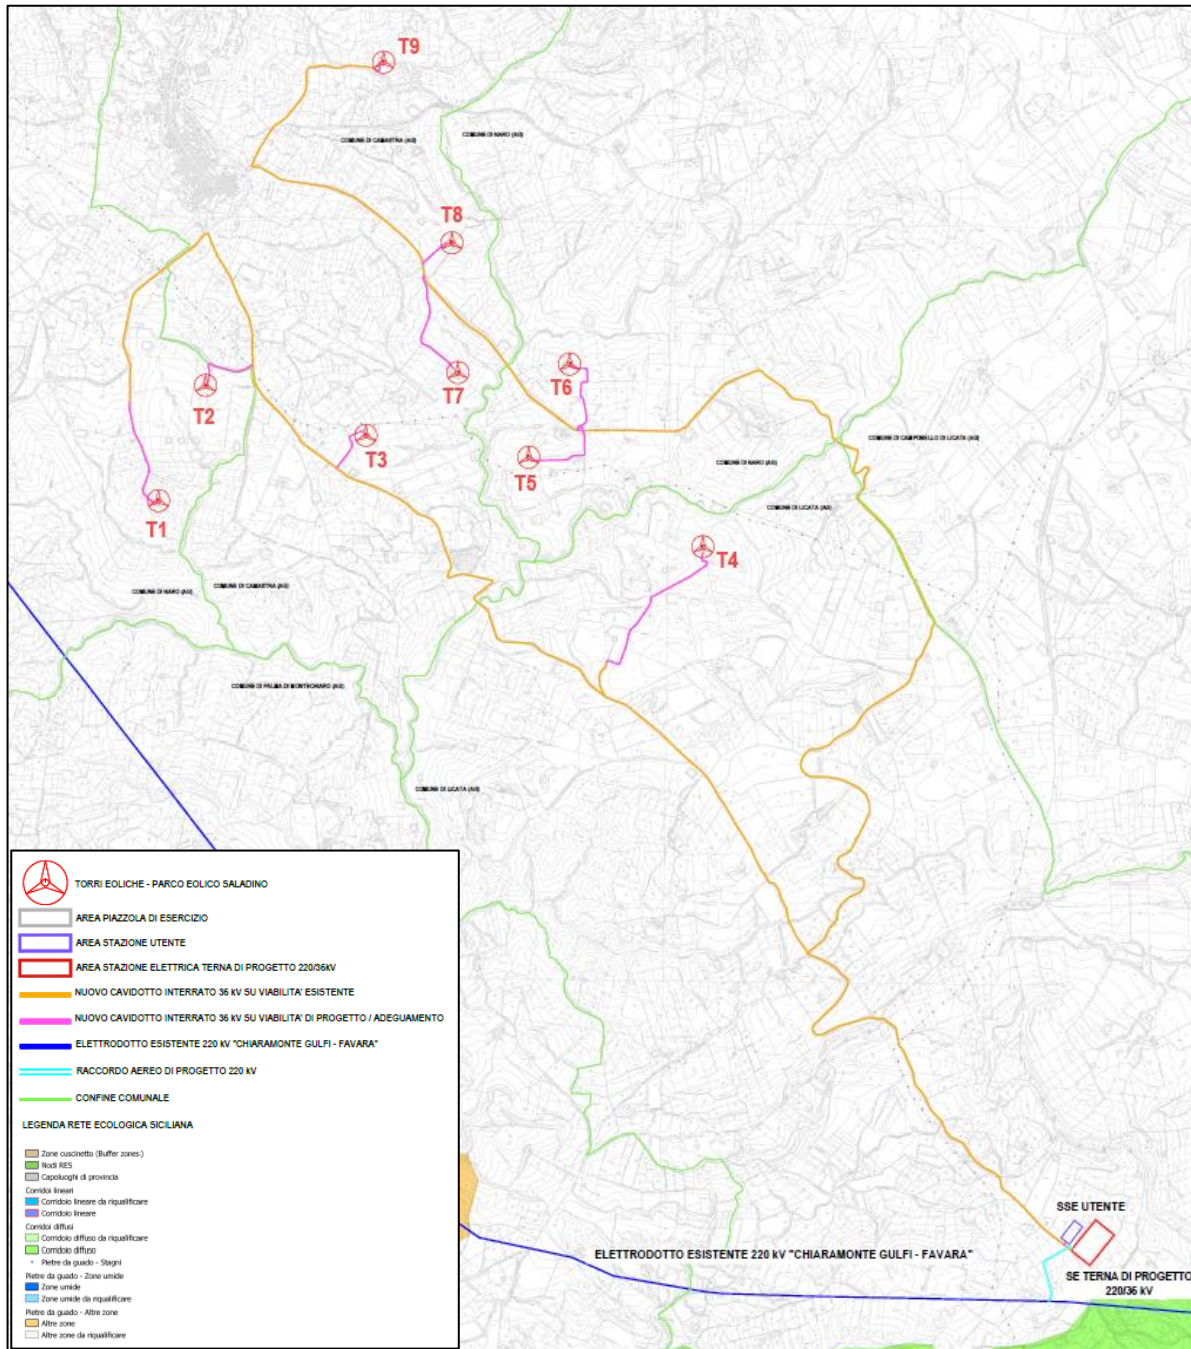 T9
COMUNE DI CAMASTRA (AG)
COMUNE DI NARO (AG)
T8
T7
T6
T2
T3
T5
T1
T4
COMUNE DI CAMPOBELLO DI LICATA (AG)
COMUNE DI NARO (AG)
COMUNE DI LICATA (AG)
COMUNE DI NARO (AG)
COMUNE DI CAMASTRA (AG)
COMUNE DI PALMA DI MONTECHIARO (AG)
COMUNE DI LICATA (AG)
TORRI EOLICHE - PARCO EOLICO SALADINO
AREA PIAZZOLA DI ESERCIZIO
AREA STAZIONE UTENTE
AREA STAZIONE ELETTRICA TERNA DI PROGETTO 220/36kV
NUOVO CAVIDOTTO INTERRATO 36 kV SU VIABILITA' ESISTENTE
NUOVO CAVIDOTTO INTERRATO 36 kV SU VIABILITA' DI PROGETTO / ADEGUAMENTO
ELETTRODOTTO ESISTENTE 220 kV "CHIARAMONTE GULFI - FAVARA"
RACCORDO AEREO DI PROGETTO 220 kV
CONFINE COMUNALE
LEGENDA RETE ECOLOGICA SICILIANA
Zone cuscinetto (Buffer zones)
Nodi RES
Capoluoghi di provincia
Corridoi lineari
Corridoio lineare da riqualificare
Corridoio lineare
Corridoi diffusi
Corridoio diffuso da riqualificare
Corridoio diffuso
Pietre da guado - Stagni
Pietre da guado - Zone umide
Zone umide
Zone umide da riqualificare
Pietre da guado - Altre zone
Altre zone
Altre zone da riqualificare
SSE UTENTE
ELETTRODOTTO ESISTENTE 220 kV "CHIARAMONTE GULFI - FAVARA"
SE TERNA DI PROGETTO
220/36 kV